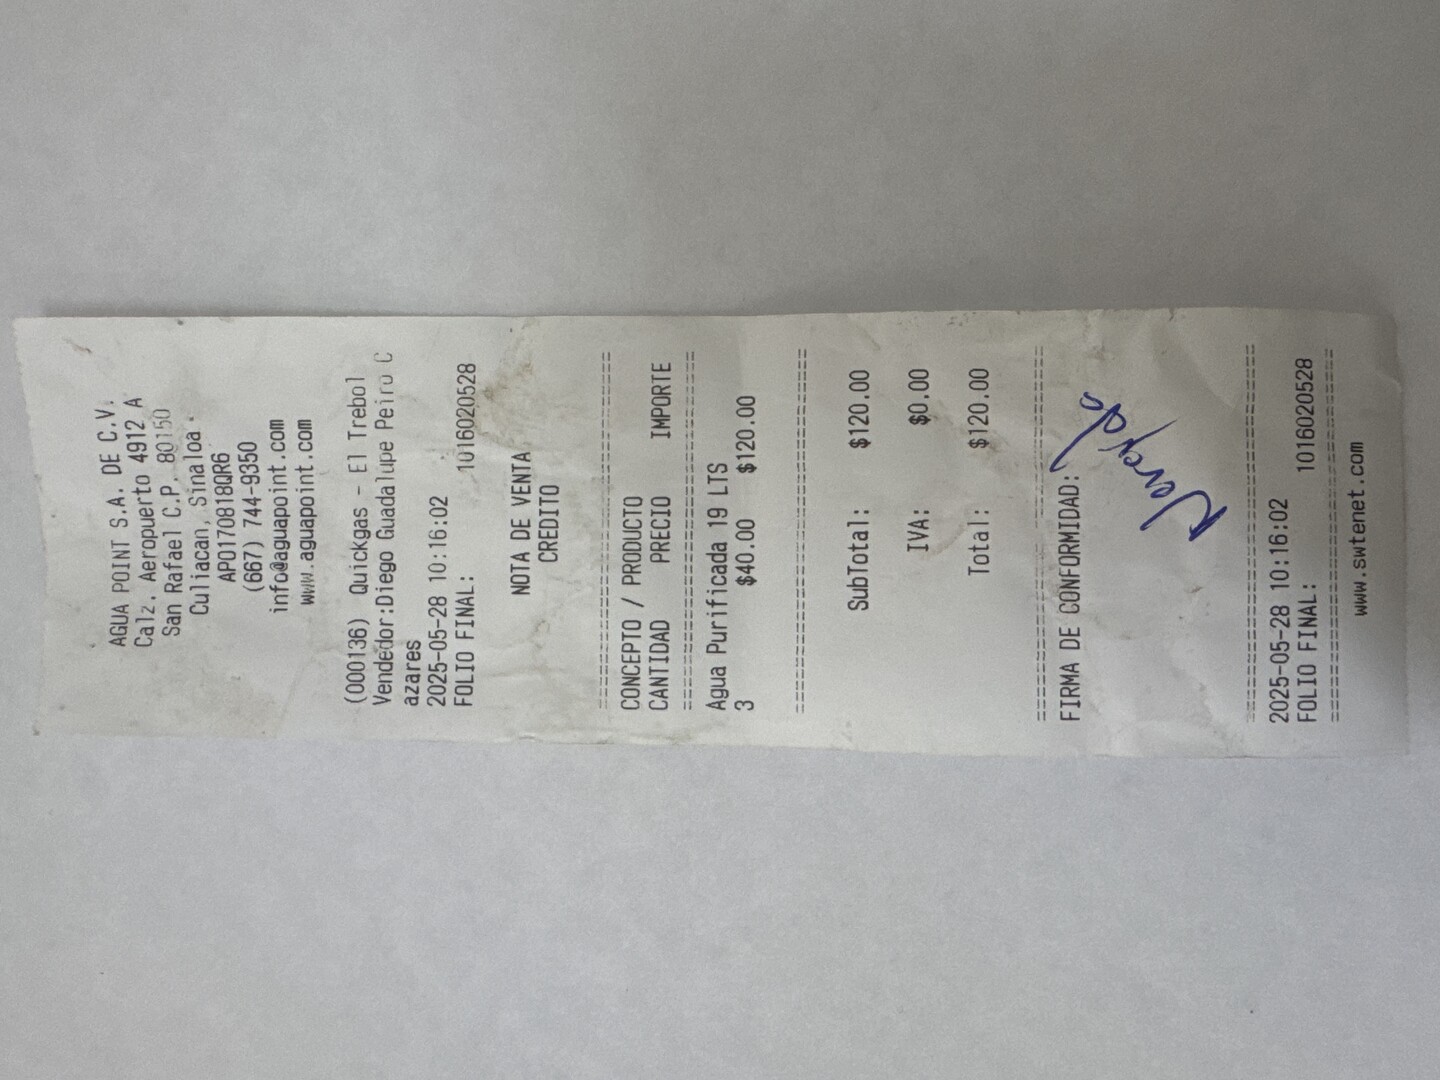 AGUA POINT S.A. DE C.V.
Calz. Aeropuerto 4912 A
San Rafael C.P. 80150
Culiacan, Sinaloa.
APO170818QR6
(667) 744-9350
info@aguapoint.com
www.aguapoint.com
(000136) Quickgas - El Trebol
Vendedor:Diego Guadalupe Peiro C
azares
2025-05-28 10:16:02
FOLIO FINAL: 1016020528
NOTA DE VENTA
CREDITO
================================
CONCEPTO / PRODUCTO
CANTIDAD PRECIO IMPORTE
================================
Agua Purificada 19 LTS
3 $40.00 $120.00
================================
SubTotal: $120.00
IVA: $0.00
Total: $120.00
================================
FIRMA DE CONFORMIDAD:
================================
2025-05-28 10:16:02
FOLIO FINAL: 1016020528
================================
www.swtenet.com